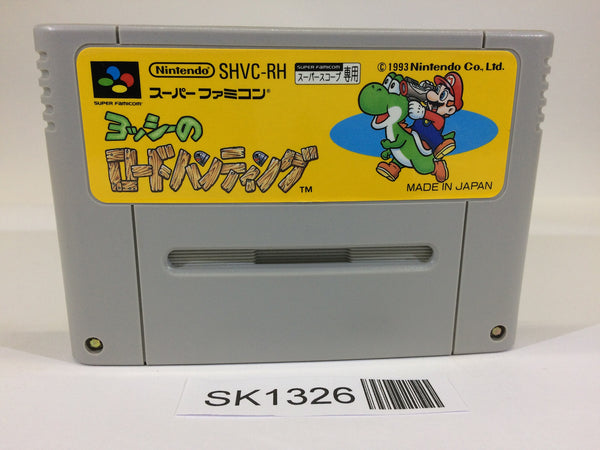 Nintendo SHVC-RH SUPER FAMICOM スーパースコープ 専用
© 1993 Nintendo Co., Ltd.
SUPER FAMICOM
スーパーファミコン®
ヨッシーの
ロードハンティング™
MADE IN JAPAN
SK1326